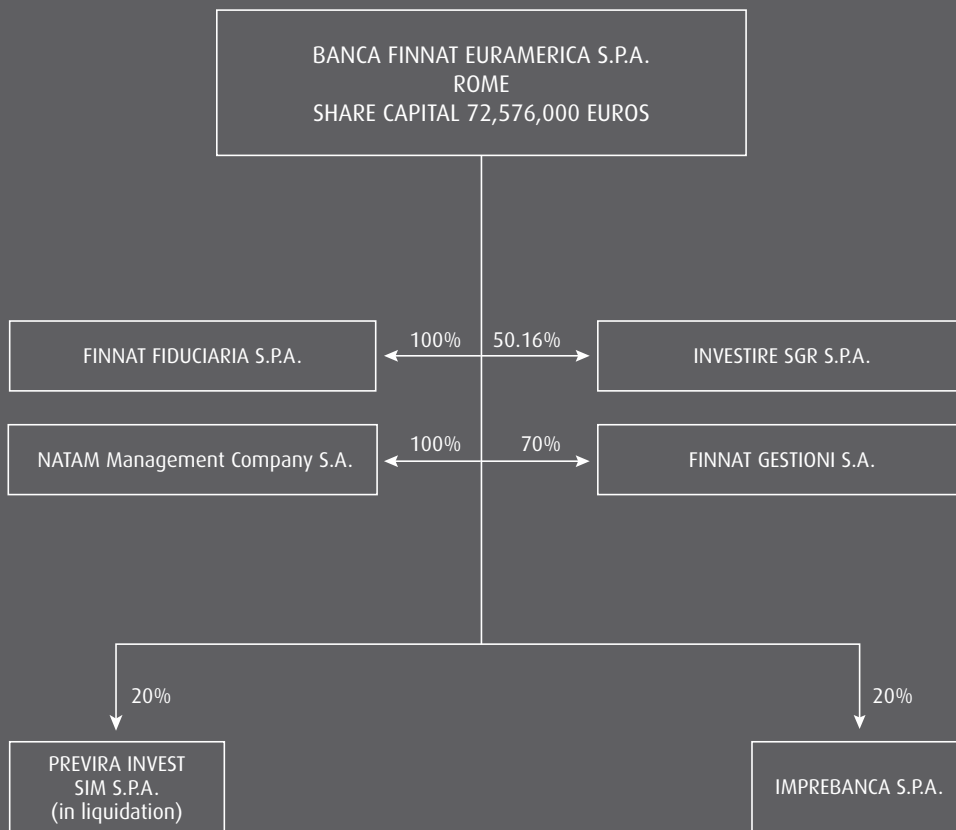 BANCA FINNAT EURAMERICA S.P.A.
ROME
SHARE CAPITAL 72,576,000 EUROS
FINNAT FIDUCIARIA S.P.A.
100%
50.16%
INVESTIRE SGR S.P.A.
NATAM Management Company S.A.
100%
70%
FINNAT GESTIONI S.A.
20%
20%
PREVIRA INVEST
SIM S.P.A.
(in liquidation)
IMPREBANCA S.P.A.